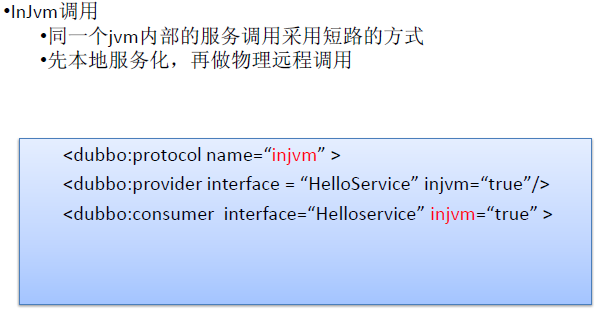 •InJvm调用
•同一个jvm内部的服务调用采用短路的方式
•先本地服务化，再做物理远程调用
<dubbo:protocol name=“injvm” >
<dubbo:provider interface = “HelloService” injvm=“true”/>
<dubbo:consumer  interface=“Helloservice” injvm=“true” >